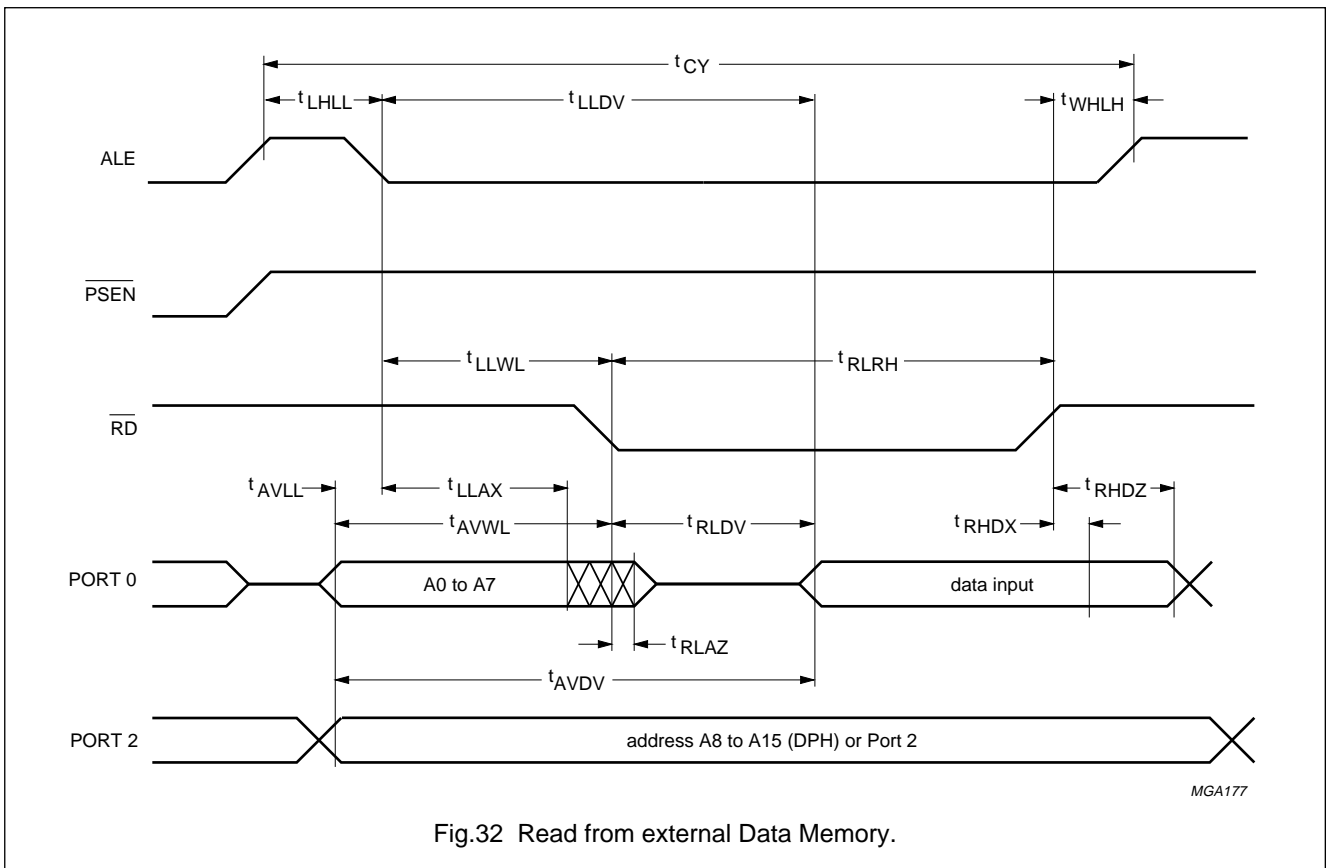 tCY
tLHLL tLLDV tWHLH
ALE
PSEN
tLLWL tRLRH
RD
tAVLL tLLAX tRHDZ
tAVWL tRLDV tRHDX
PORT 0 A0 to A7 data input
tRLAZ
tAVDV
PORT 2 address A8 to A15 (DPH) or Port 2
MGA177
Fig.32 Read from external Data Memory.